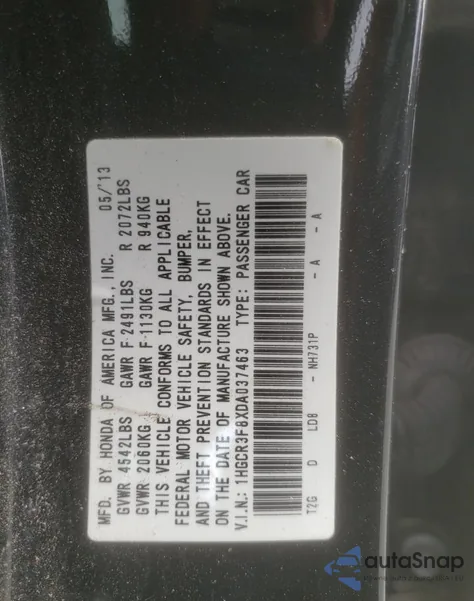 MFD. BY HONDA OF AMERICA MFG., INC. 05/'13
GVWR 4542LBS GAWR F-2491LBS R 2072LBS
GVWR 2060KG GAWR F-1130KG R 940KG
THIS VEHICLE CONFORMS TO ALL APPLICABLE
FEDERAL MOTOR VEHICLE SAFETY, BUMPER,
AND THEFT PREVENTION STANDARDS IN EFFECT
ON THE DATE OF MANUFACTURE SHOWN ABOVE.
V.I.N.: 1HGCR3F8XDA037463 TYPE: PASSENGER CAR
T2G D LD8 - NH731P - A - A
autoSnap